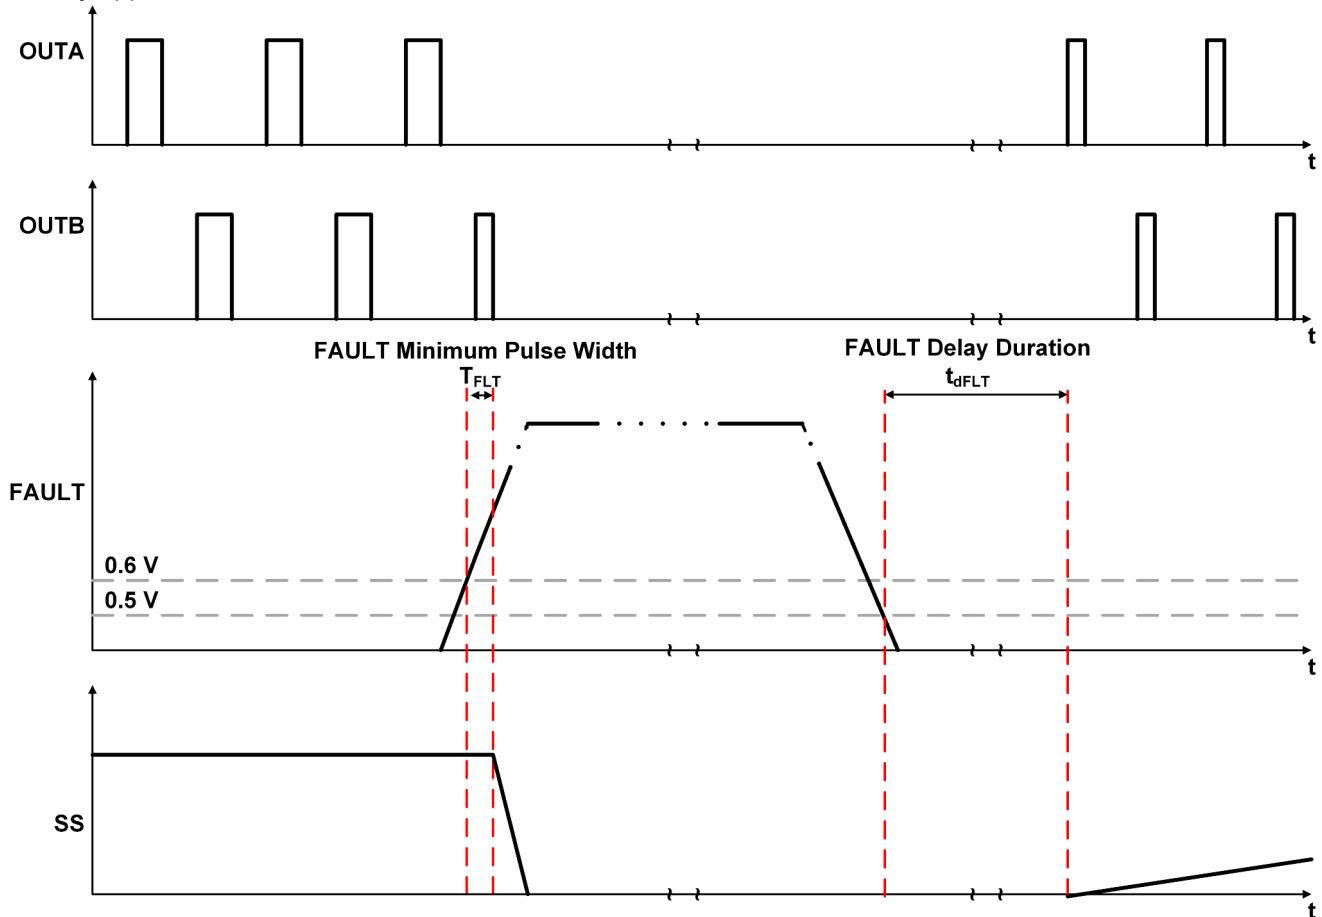 OUTA
t
OUTB
t
FAULT Minimum Pulse Width
FAULT Delay Duration
TFLT
tdFLT
FAULT
0.6 V
0.5 V
t
SS
t